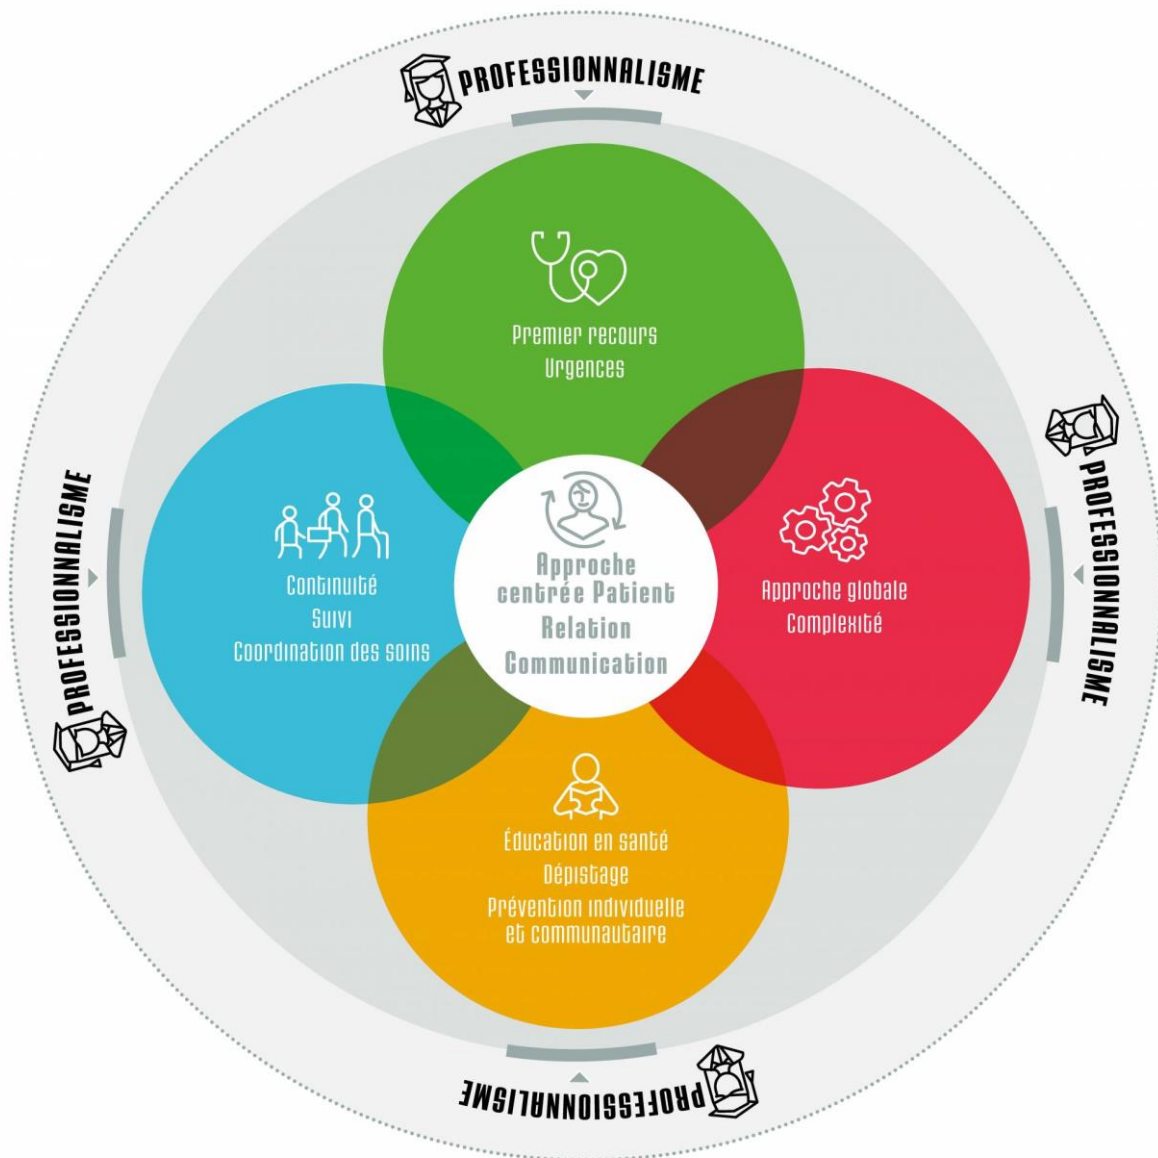 PROFESSIONNALISME
Premier recours
Urgences
PROFESSIONNALISME
Continuité
Suivi
Coordination des soins
Approche
centrée Patient
Relation
Communication
Approche globale
Complexité
PROFESSIONNALISME
Éducation en santé
Dépistage
Prévention individuelle
et communautaire
PROFESSIONNALISME